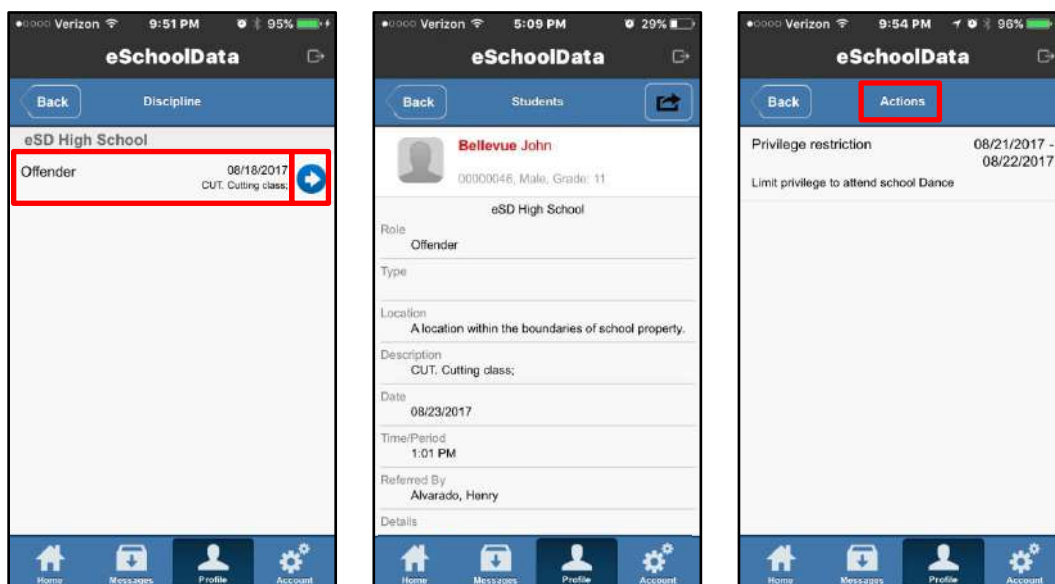 Verizon 9:51 PM 95%
eSchoolData
Back Discipline
eSD High School
Offender 08/18/2017
CUT. Cutting class;
Home Messages Profile Account
Verizon 5:09 PM 29%
eSchoolData
Back Students
Bellevue John
00000046, Male, Grade: 11
eSD High School
Role
Offender
Type
Location
A location within the boundaries of school property.
Description
CUT. Cutting class;
Date
08/23/2017
Time/Period
1:01 PM
Referred By
Alvarado, Henry
Details
Home Messages Profile Account
Verizon 9:54 PM 96%
eSchoolData
Back Actions
Privilege restriction 08/21/2017 -
08/22/2017
Limit privilege to attend school Dance
Home Messages Profile Account